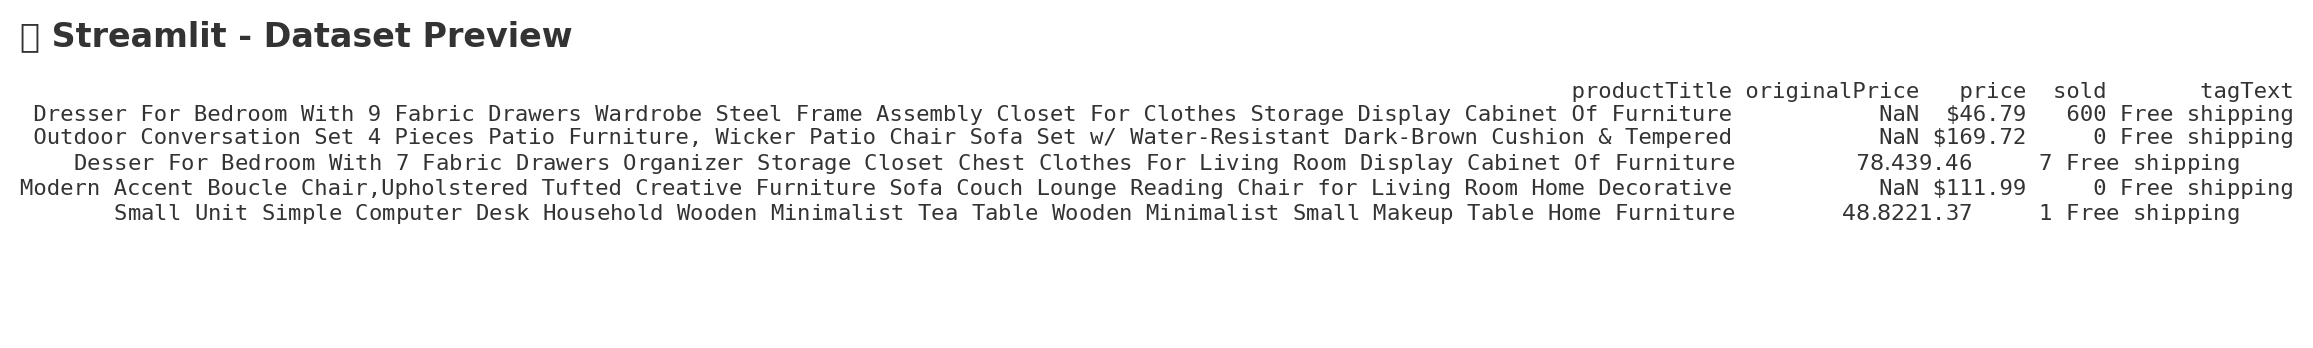 Streamlit - Dataset Preview
productTitle originalPrice price sold tagText
Dresser For Bedroom With 9 Fabric Drawers Wardrobe Steel Frame Assembly Closet For Clothes Storage Display Cabinet Of Furniture NaN $46.79 600 Free shipping
Outdoor Conversation Set 4 Pieces Patio Furniture, Wicker Patio Chair Sofa Set w/ Water-Resistant Dark-Brown Cushion & Tempered NaN $169.72 0 Free shipping
Desser For Bedroom With 7 Fabric Drawers Organizer Storage Closet Chest Clothes For Living Room Display Cabinet Of Furniture 78.439.46 7 Free shipping
Modern Accent Boucle Chair,Upholstered Tufted Creative Furniture Sofa Couch Lounge Reading Chair for Living Room Home Decorative NaN $111.99 0 Free shipping
Small Unit Simple Computer Desk Household Wooden Minimalist Tea Table Wooden Minimalist Small Makeup Table Home Furniture 48.8221.37 1 Free shipping